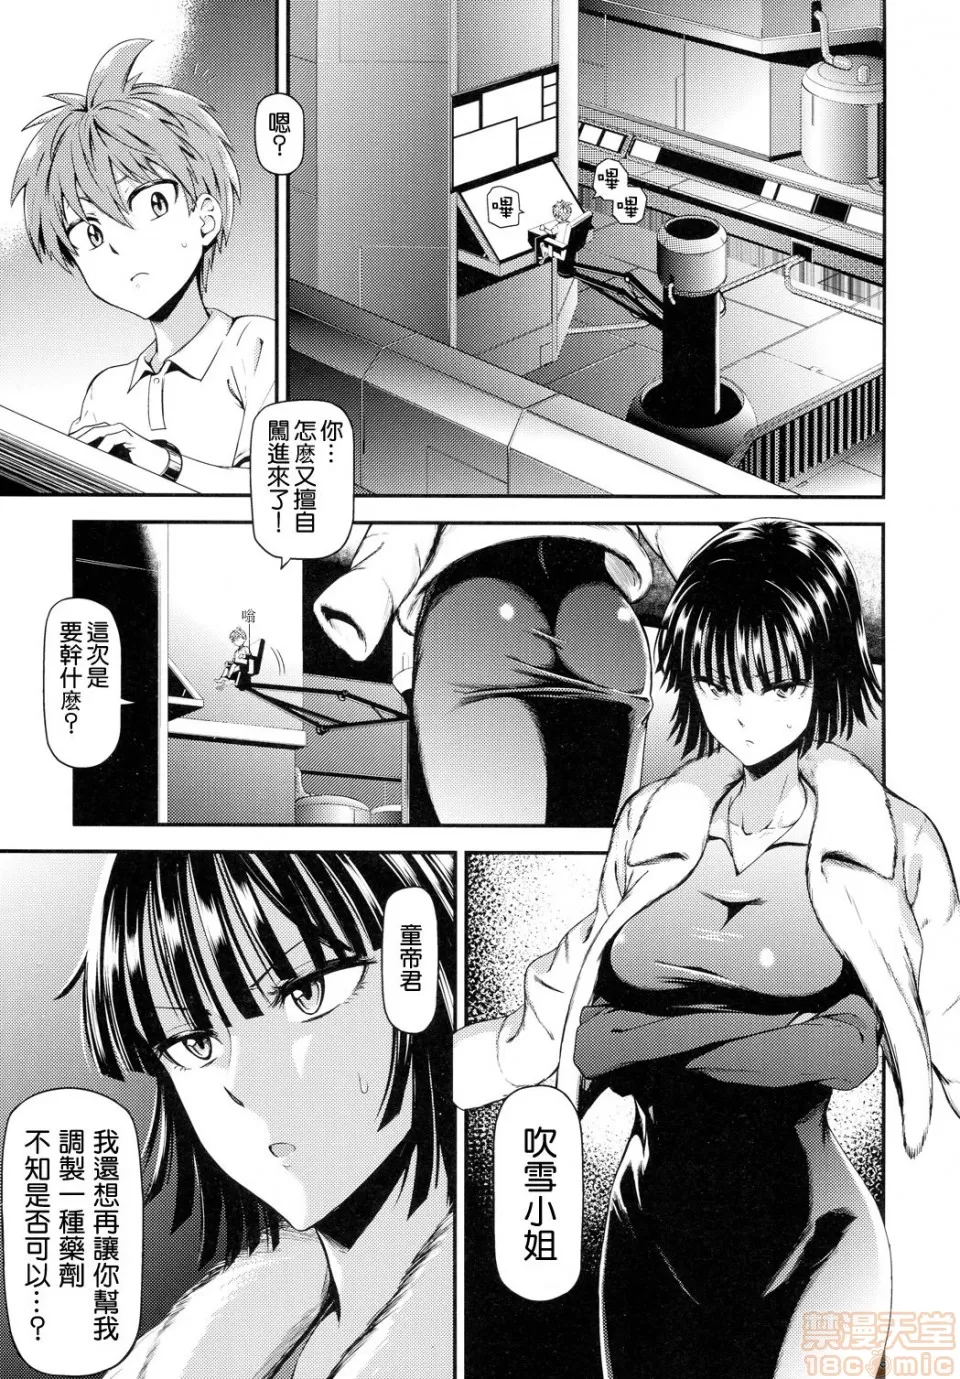 嗶
嗶
嗶
嗯?
你…
怎麼又擅自
闖進來了!
嗡
這次是
要幹什麼?
吹雪小姐
童帝君
我還想再讓你幫我
調製一種藥劑
不知是否可以…?
禁漫天堂
18comic